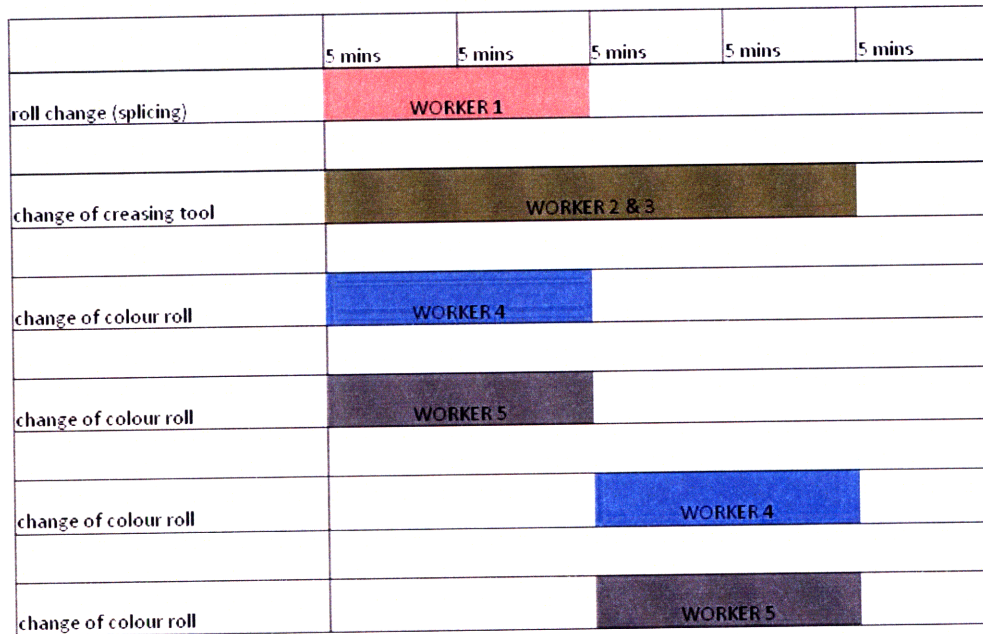 5 mins 5 mins 5 mins 5 mins 5 mins
roll change (splicing) WORKER 1
change of creasing tool WORKER 2 & 3
change of colour roll WORKER 4
change of colour roll WORKER 5
change of colour roll WORKER 4
change of colour roll WORKER 5